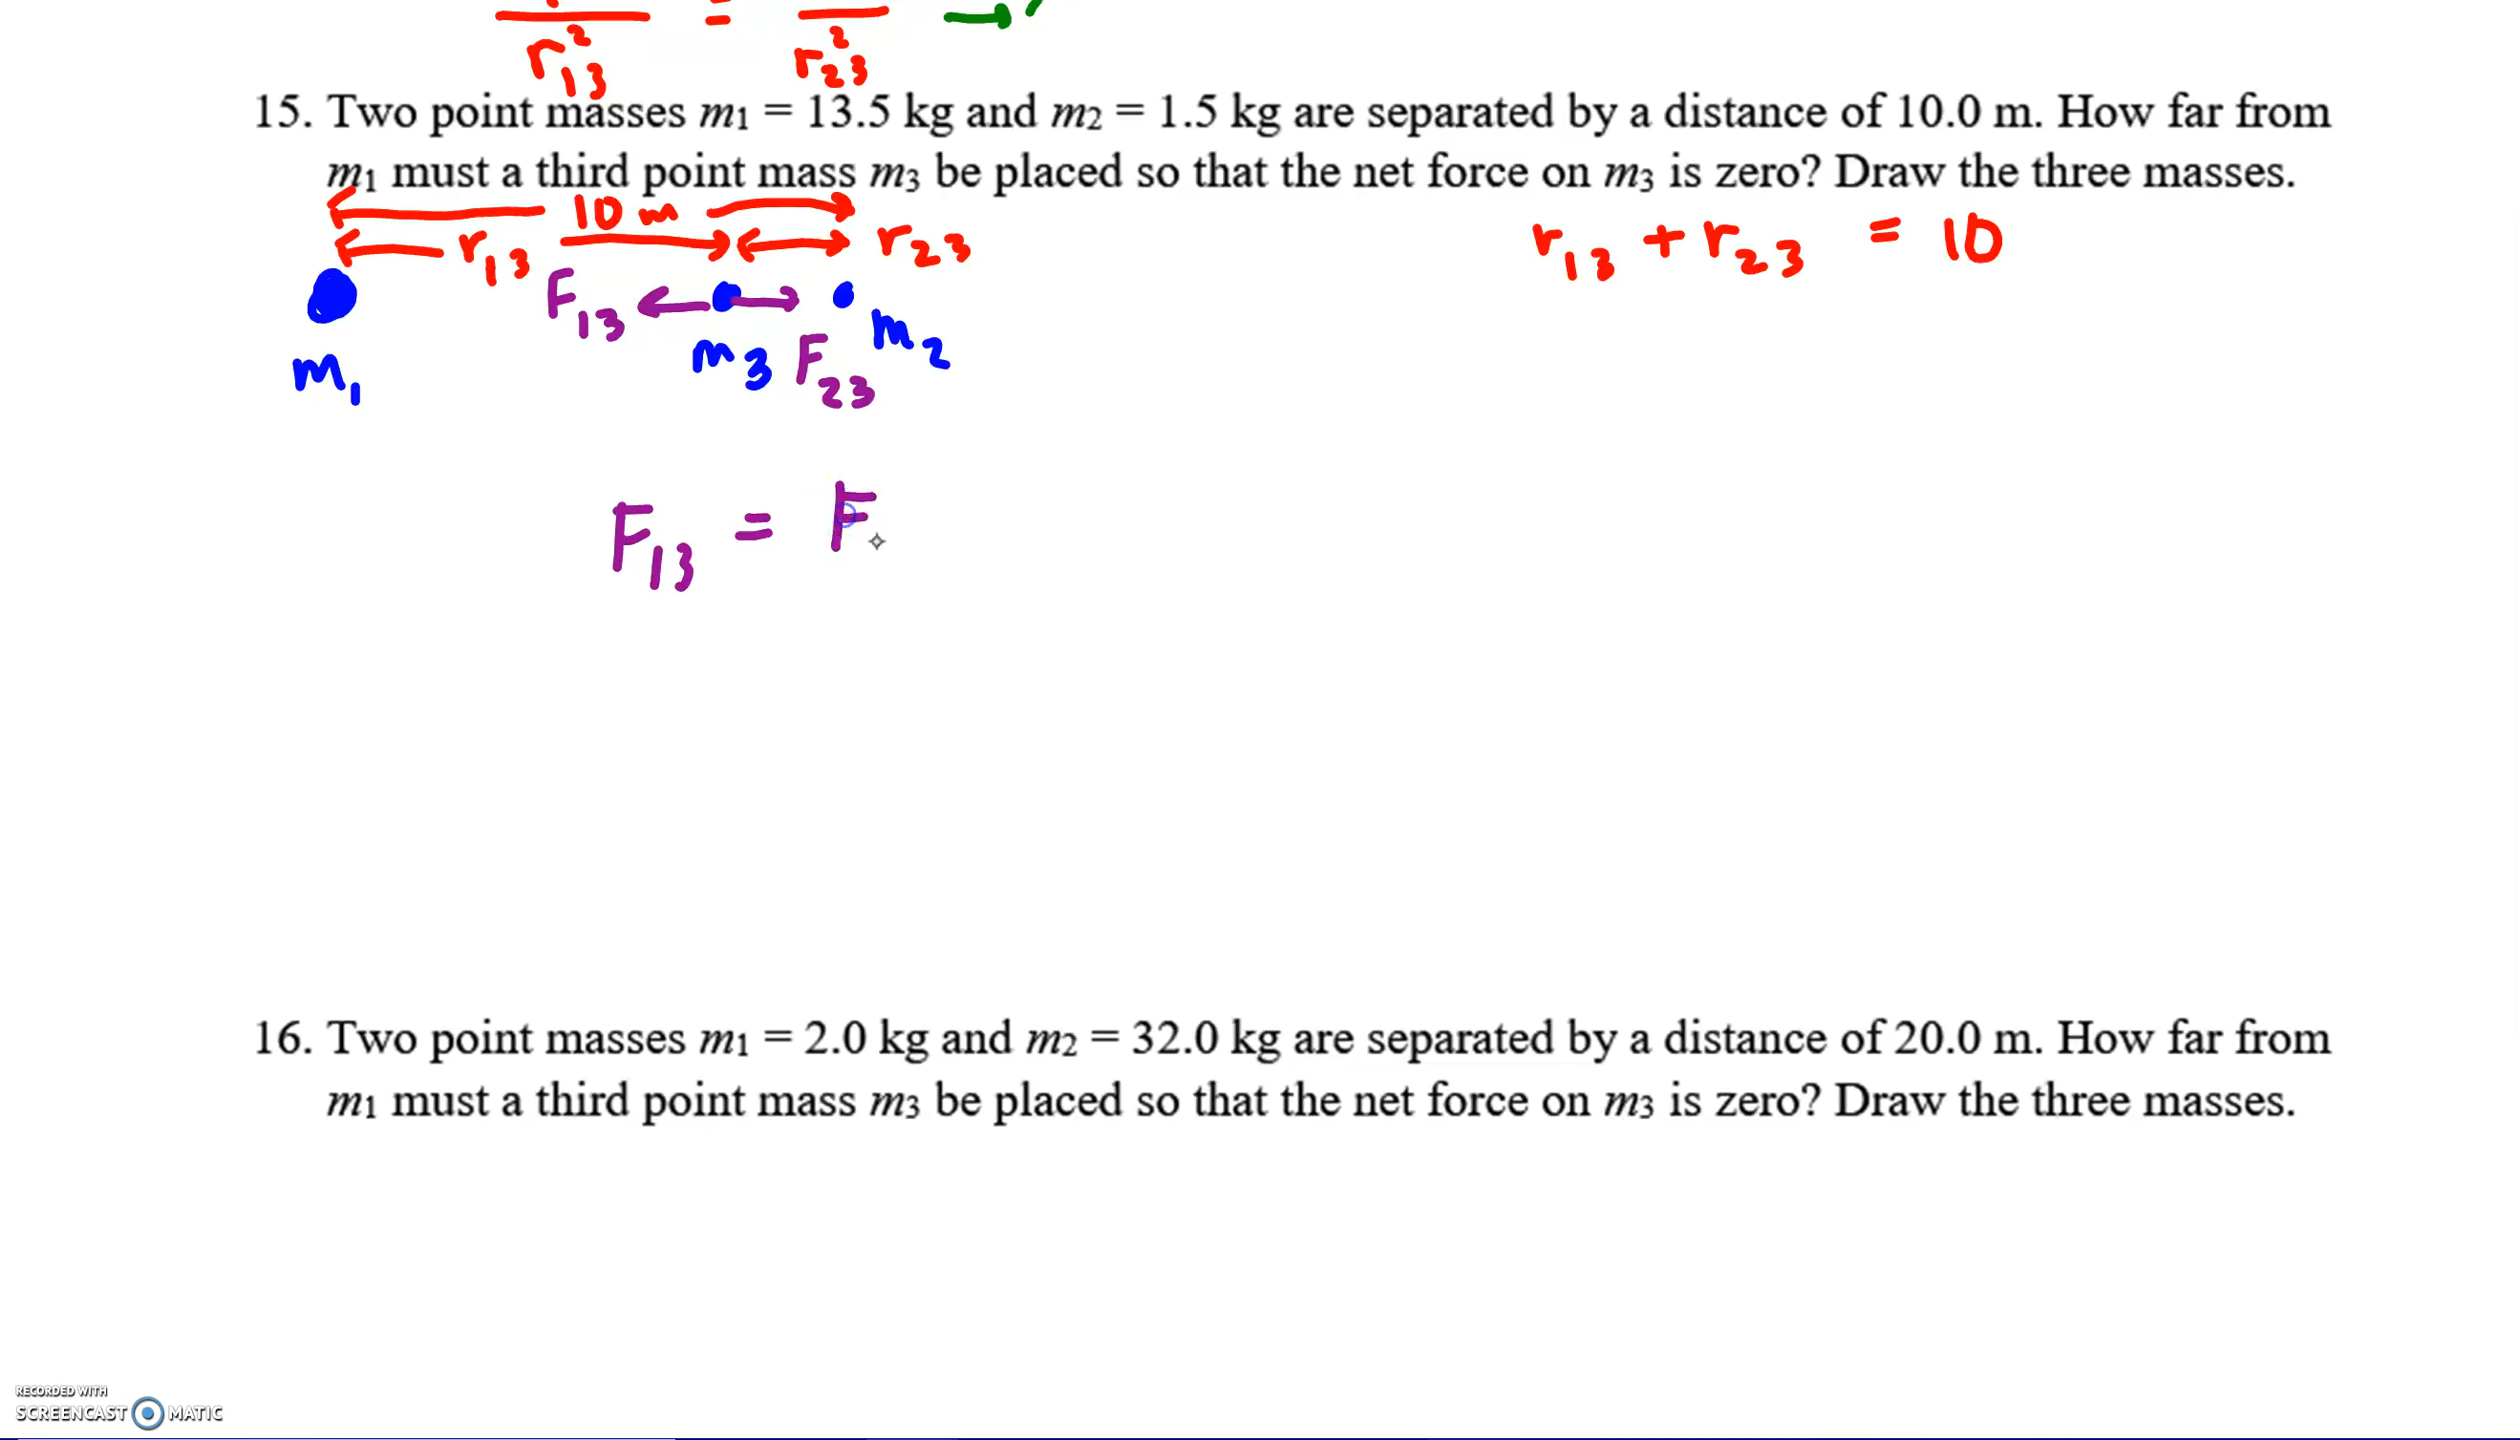 = 
r²₁₃ r²₂₃
15. Two point masses m₁ = 13.5 kg and m₂ = 1.5 kg are separated by a distance of 10.0 m. How far from
m₁ must a third point mass m₃ be placed so that the net force on m₃ is zero? Draw the three masses.
10 m
r₁₃ r₂₃ r₁₃ + r₂₃ = 10
F₁₃
m₁ m₃ F₂₃ m₂
F₁₃ = F
16. Two point masses m₁ = 2.0 kg and m₂ = 32.0 kg are separated by a distance of 20.0 m. How far from
m₁ must a third point mass m₃ be placed so that the net force on m₃ is zero? Draw the three masses.
RECORDED WITH
SCREENCAST MATIC